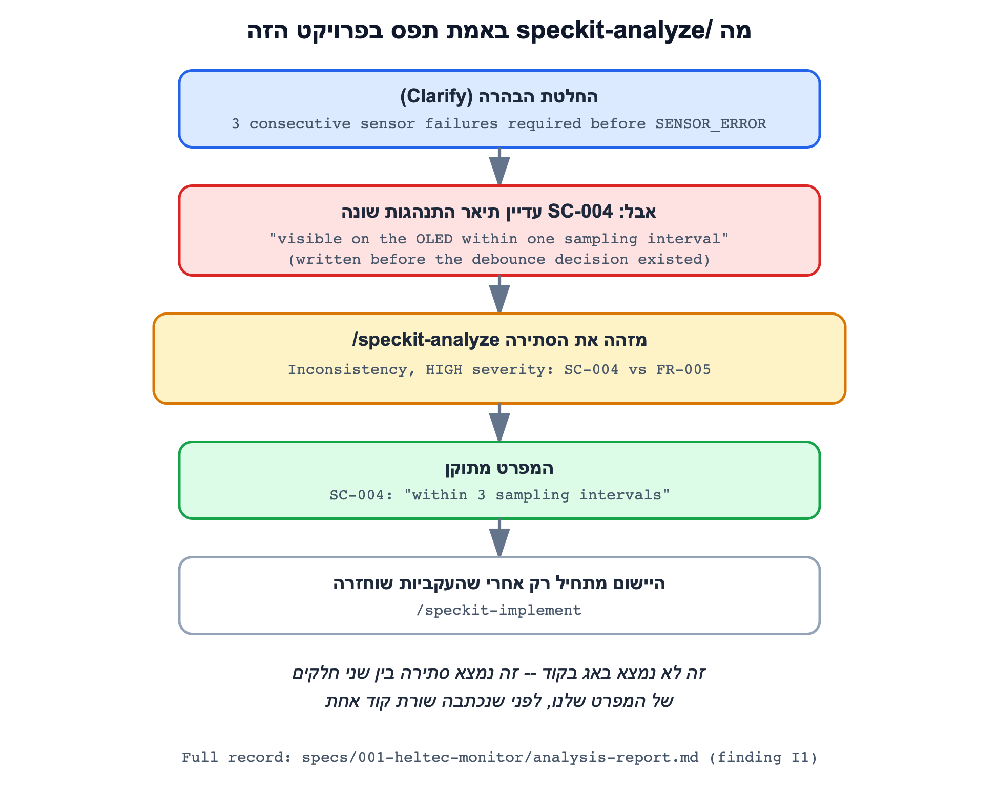 מה /speckit-analyze באמת תפס בפרויקט הזה
החלטת הבהרה (Clarify)
3 consecutive sensor failures required before SENSOR_ERROR
אבל: SC-004 עדיין תיאר התנהגות שונה
"visible on the OLED within one sampling interval"
(written before the debounce decision existed)
/speckit-analyze מזהה את הסתירה
Inconsistency, HIGH severity: SC-004 vs FR-005
המפרט מתוקן
SC-004: "within 3 sampling intervals"
היישום מתחיל רק אחרי שהעקביות שוחזרה
/speckit-implement
זה לא נמצא באג בקוד -- זה נמצא סתירה בין שני חלקים
של המפרט שלנו, לפני שנכתבה שורת קוד אחת
Full record: specs/001-heltec-monitor/analysis-report.md (finding I1)